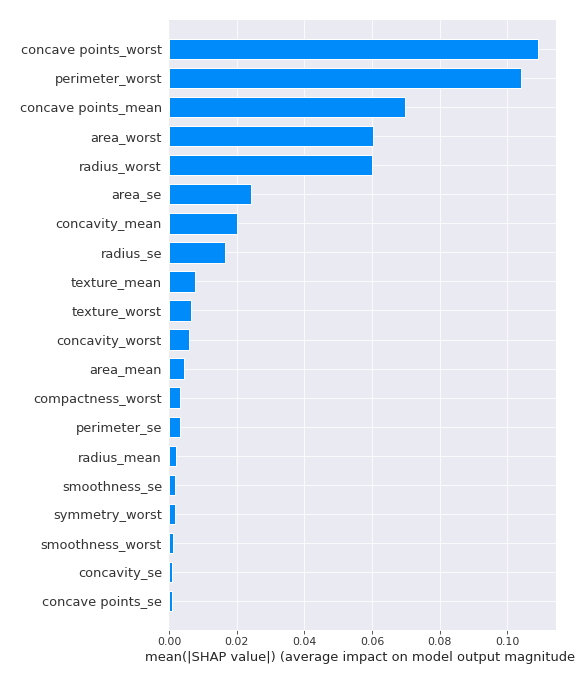 concave points_worst
perimeter_worst
concave points_mean
area_worst
radius_worst
area_se
concavity_mean
radius_se
texture_mean
texture_worst
concavity_worst
area_mean
compactness_worst
perimeter_se
radius_mean
smoothness_se
symmetry_worst
smoothness_worst
concavity_se
concave points_se
0.00 0.02 0.04 0.06 0.08 0.10
mean(|SHAP value|) (average impact on model output magnitude